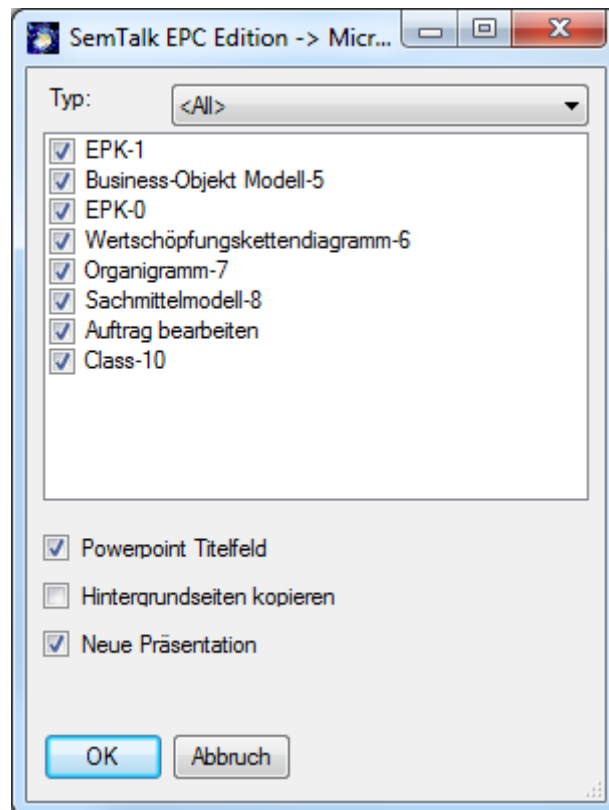 SemTalk EPC Edition -> Micr...
Typ:
<All>
EPK-1
Business-Objekt Modell-5
EPK-0
Wertschöpfungskettendiagramm-6
Organigramm-7
Sachmittelmodell-8
Auftrag bearbeiten
Class-10
Powerpoint Titelfeld
Hintergrundseiten kopieren
Neue Präsentation
OK
Abbruch